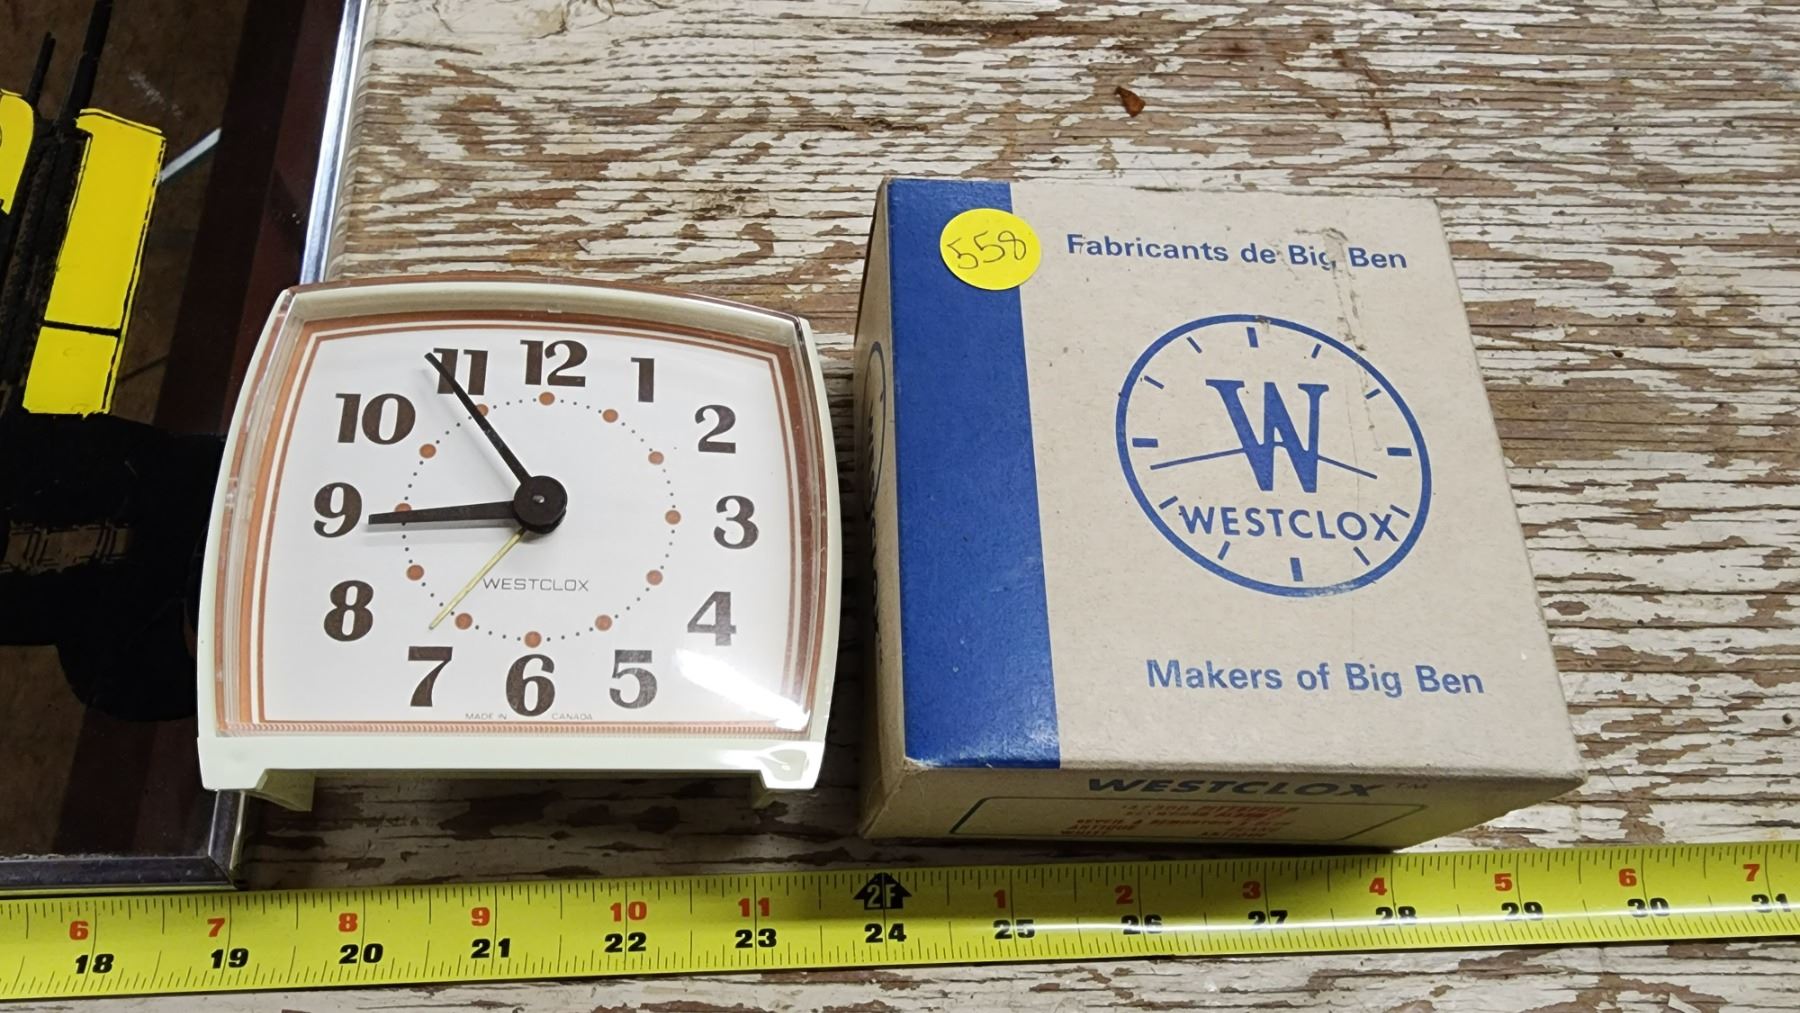 11 12 1
10 2
9 3
8 4
7 6 5
WESTCLOX
MADE IN CANADA
558
Fabricants de Big Ben
W
WESTCLOX
Makers of Big Ben
WESTCLOX™
6 7 8 9 10 11 2F 1 2 3 4 5 6 7
18 19 20 21 22 23 24 25 26 27 28 29 30 31